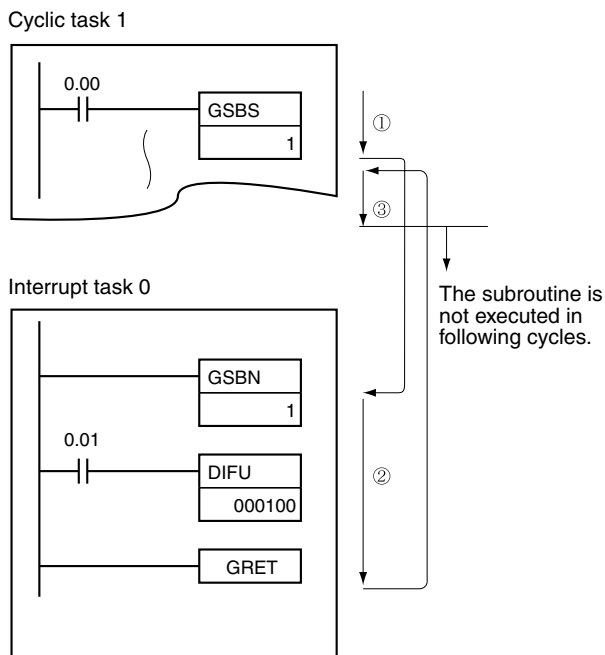 Cyclic task 1
0.00
GSBS
1
①
③
The subroutine is
not executed in
following cycles.
Interrupt task 0
GSBN
1
0.01
DIFU
000100
②
GRET